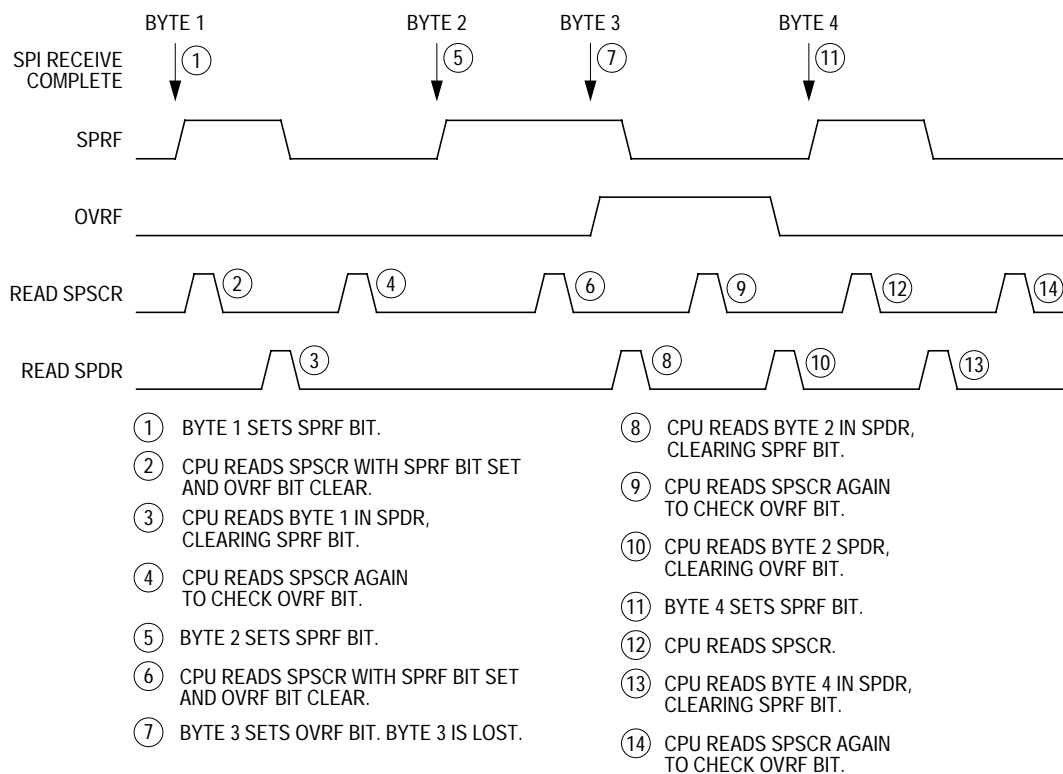 BYTE 1 BYTE 2 BYTE 3 BYTE 4
SPI RECEIVE
COMPLETE
1 5 7 11
SPRF
OVRF
READ SPSCR
2 4 6 9 12 14
READ SPDR
3 8 10 13
1 BYTE 1 SETS SPRF BIT.
2 CPU READS SPSCR WITH SPRF BIT SET
AND OVRF BIT CLEAR.
3 CPU READS BYTE 1 IN SPDR,
CLEARING SPRF BIT.
4 CPU READS SPSCR AGAIN
TO CHECK OVRF BIT.
5 BYTE 2 SETS SPRF BIT.
6 CPU READS SPSCR WITH SPRF BIT SET
AND OVRF BIT CLEAR.
7 BYTE 3 SETS OVRF BIT. BYTE 3 IS LOST.
8 CPU READS BYTE 2 IN SPDR,
CLEARING SPRF BIT.
9 CPU READS SPSCR AGAIN
TO CHECK OVRF BIT.
10 CPU READS BYTE 2 SPDR,
CLEARING OVRF BIT.
11 BYTE 4 SETS SPRF BIT.
12 CPU READS SPSCR.
13 CPU READS BYTE 4 IN SPDR,
CLEARING SPRF BIT.
14 CPU READS SPSCR AGAIN
TO CHECK OVRF BIT.